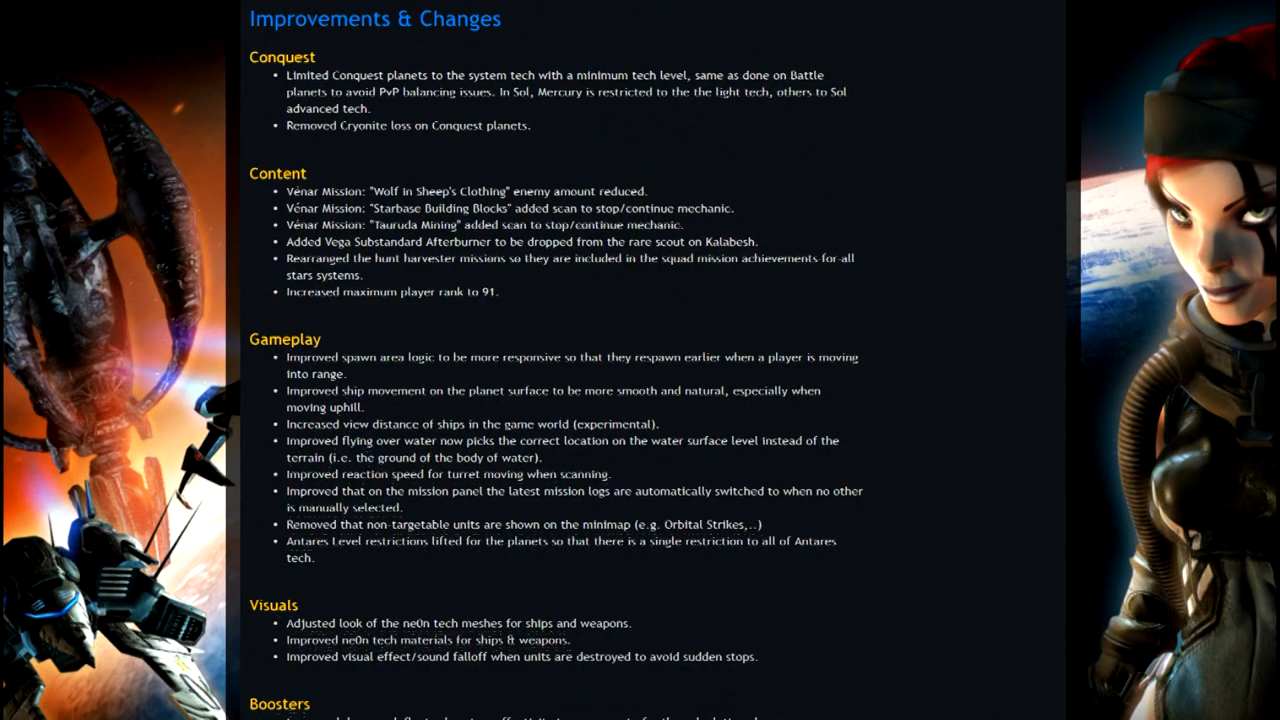 Improvements & Changes
Conquest
• Limited Conquest planets to the system tech with a minimum tech level, same as done on Battle
planets to avoid PvP balancing issues. In Sol, Mercury is restricted to the the light tech, others to Sol
advanced tech.
• Removed Cryonite loss on Conquest planets.
Content
• Vénar Mission: "Wolf in Sheep's Clothing" enemy amount reduced.
• Vénar Mission: "Starbase Building Blocks" added scan to stop/continue mechanic.
• Vénar Mission: "Tauruda Mining" added scan to stop/continue mechanic.
• Added Vega Substandard Afterburner to be dropped from the rare scout on Kalabesh.
• Rearranged the hunt harvester missions so they are included in the squad mission achievements for all
stars systems.
• Increased maximum player rank to 91.
Gameplay
• Improved spawn area logic to be more responsive so that they respawn earlier when a player is moving
into range.
• Improved ship movement on the planet surface to be more smooth and natural, especially when
moving uphill.
• Increased view distance of ships in the game world (experimental).
• Improved flying over water now picks the correct location on the water surface level instead of the
terrain (i.e. the ground of the body of water).
• Improved reaction speed for turret moving when scanning.
• Improved that on the mission panel the latest mission logs are automatically switched to when no other
is manually selected.
• Removed that non-targetable units are shown on the minimap (e.g. Orbital Strikes,..)
• Antares Level restrictions lifted for the planets so that there is a single restriction to all of Antares
tech.
Visuals
• Adjusted look of the ne0n tech meshes for ships and weapons.
• Improved ne0n tech materials for ships & weapons.
• Improved visual effect/sound falloff when units are destroyed to avoid sudden stops.
Boosters